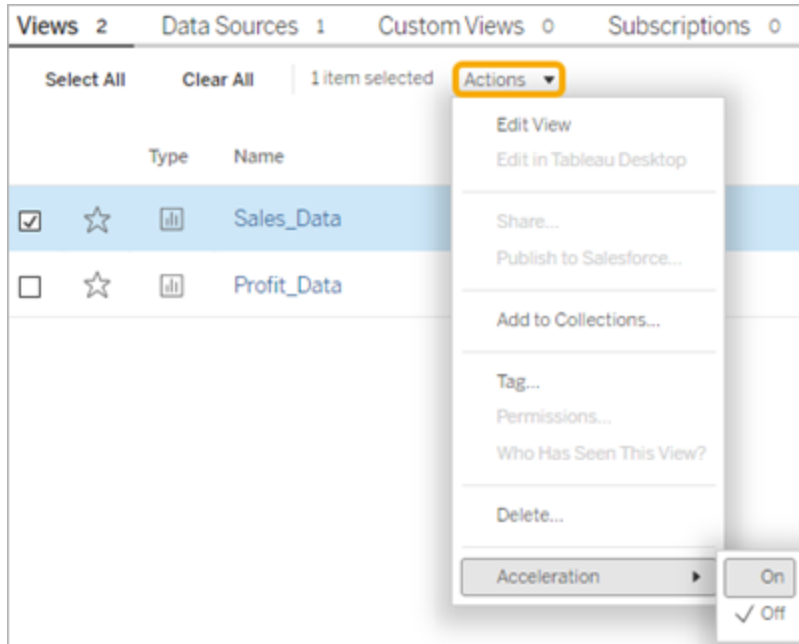 Views 2 Data Sources 1 Custom Views 0 Subscriptions 0
Select All Clear All 1 item selected Actions
Type Name
Sales_Data
Profit_Data
Edit View
Edit in Tableau Desktop
Share...
Publish to Salesforce...
Add to Collections...
Tag...
Permissions...
Who Has Seen This View?
Delete...
Acceleration
On
Off